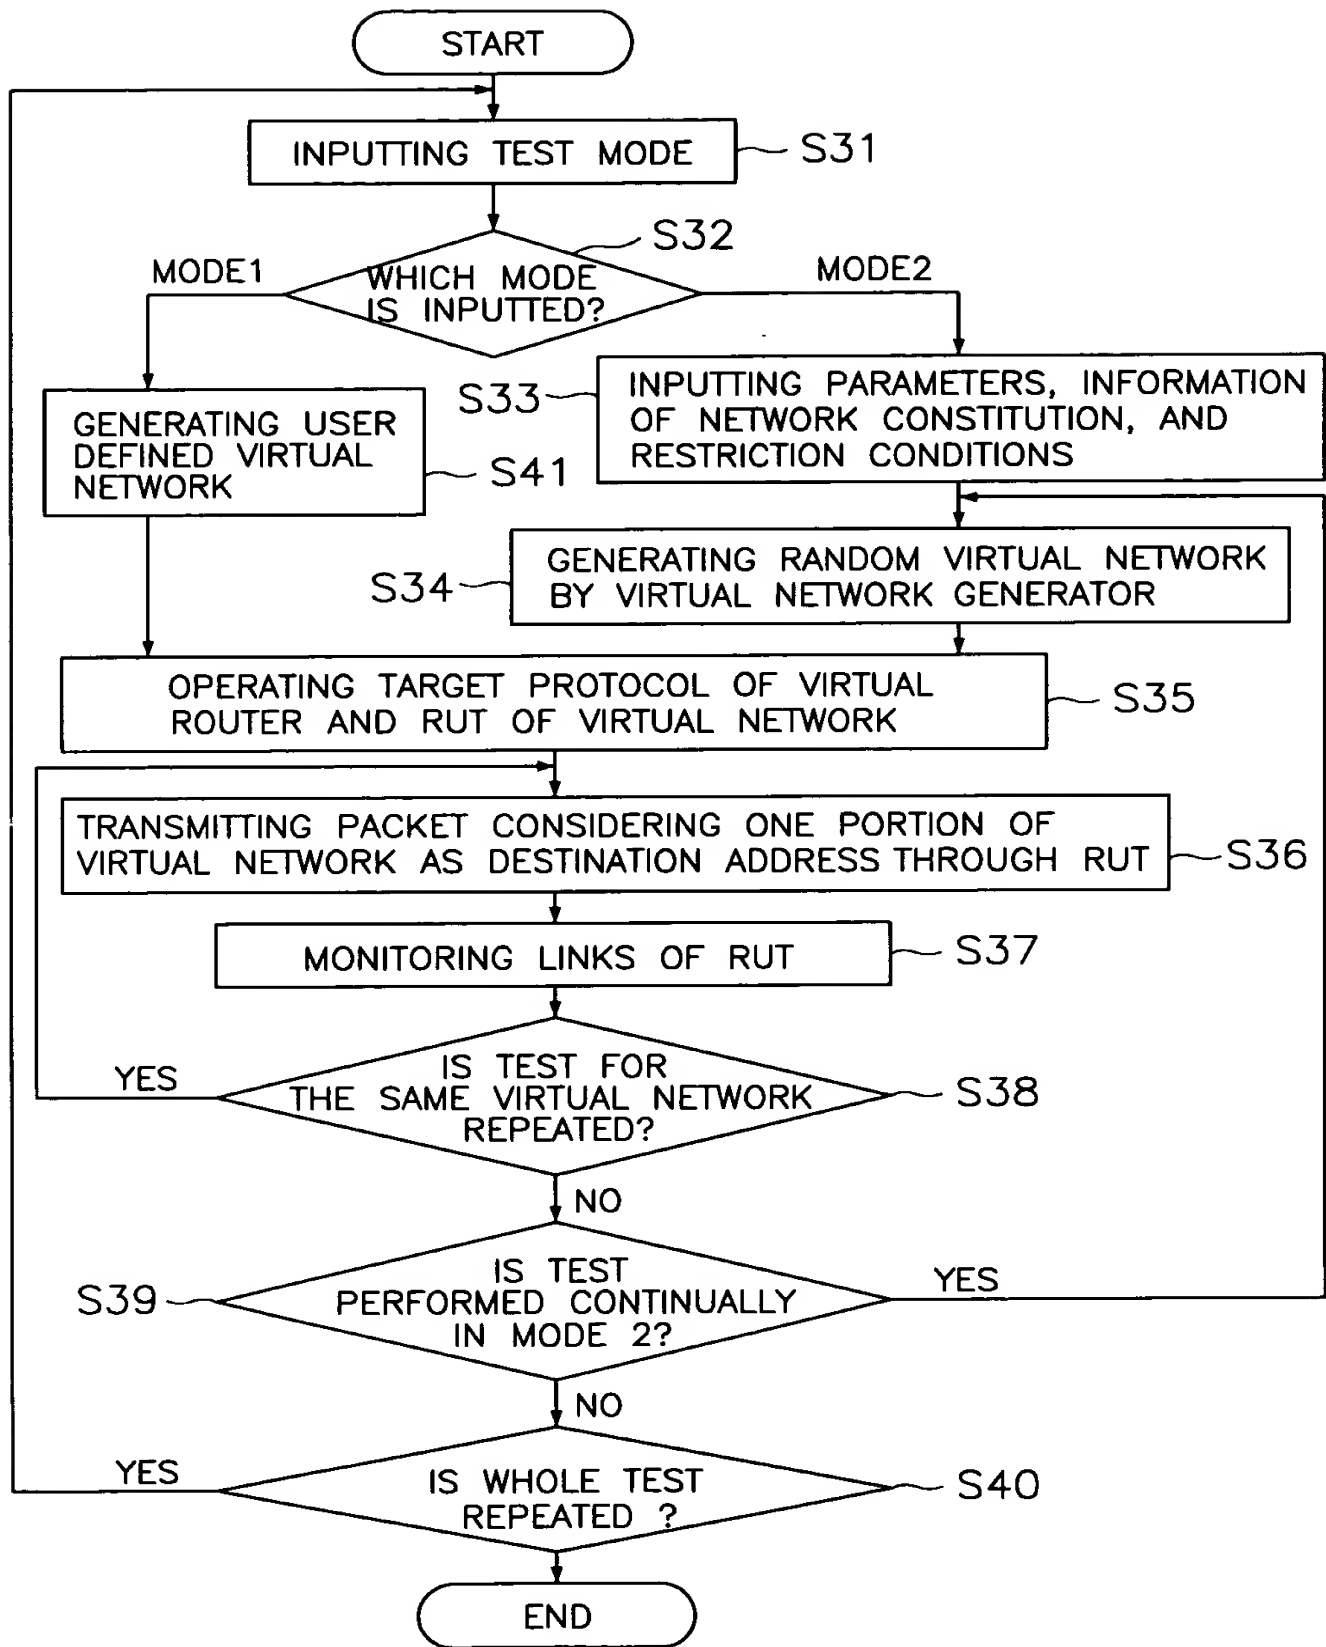 START
INPUTTING TEST MODE
S31
S32
MODE1
WHICH MODE
IS INPUTTED?
MODE2
S33
INPUTTING PARAMETERS, INFORMATION
OF NETWORK CONSTITUTION, AND
RESTRICTION CONDITIONS
GENERATING USER
DEFINED VIRTUAL
NETWORK
S41
S34
GENERATING RANDOM VIRTUAL NETWORK
BY VIRTUAL NETWORK GENERATOR
OPERATING TARGET PROTOCOL OF VIRTUAL
ROUTER AND RUT OF VIRTUAL NETWORK
S35
TRANSMITTING PACKET CONSIDERING ONE PORTION OF
VIRTUAL NETWORK AS DESTINATION ADDRESS THROUGH RUT
S36
MONITORING LINKS OF RUT
S37
YES
IS TEST FOR
THE SAME VIRTUAL NETWORK
REPEATED?
S38
NO
S39
IS TEST
PERFORMED CONTINUALLY
IN MODE 2?
YES
NO
YES
IS WHOLE TEST
REPEATED ?
S40
END